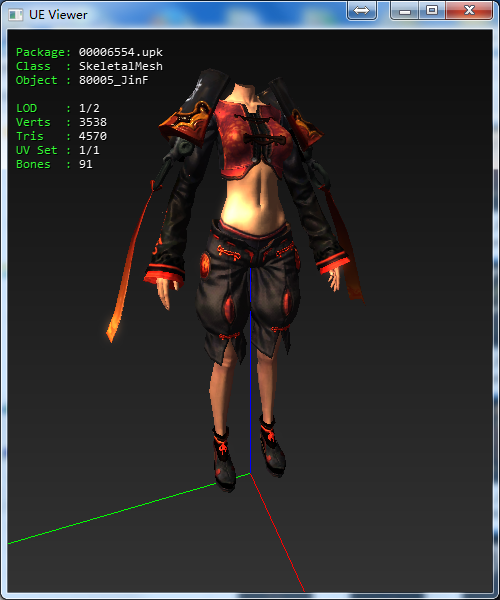 UE Viewer
Package: 00006554.upk
Class : SkeletalMesh
Object : 80005_JinF
LOD : 1/2
Verts : 3538
Tris : 4570
UV Set : 1/1
Bones : 91